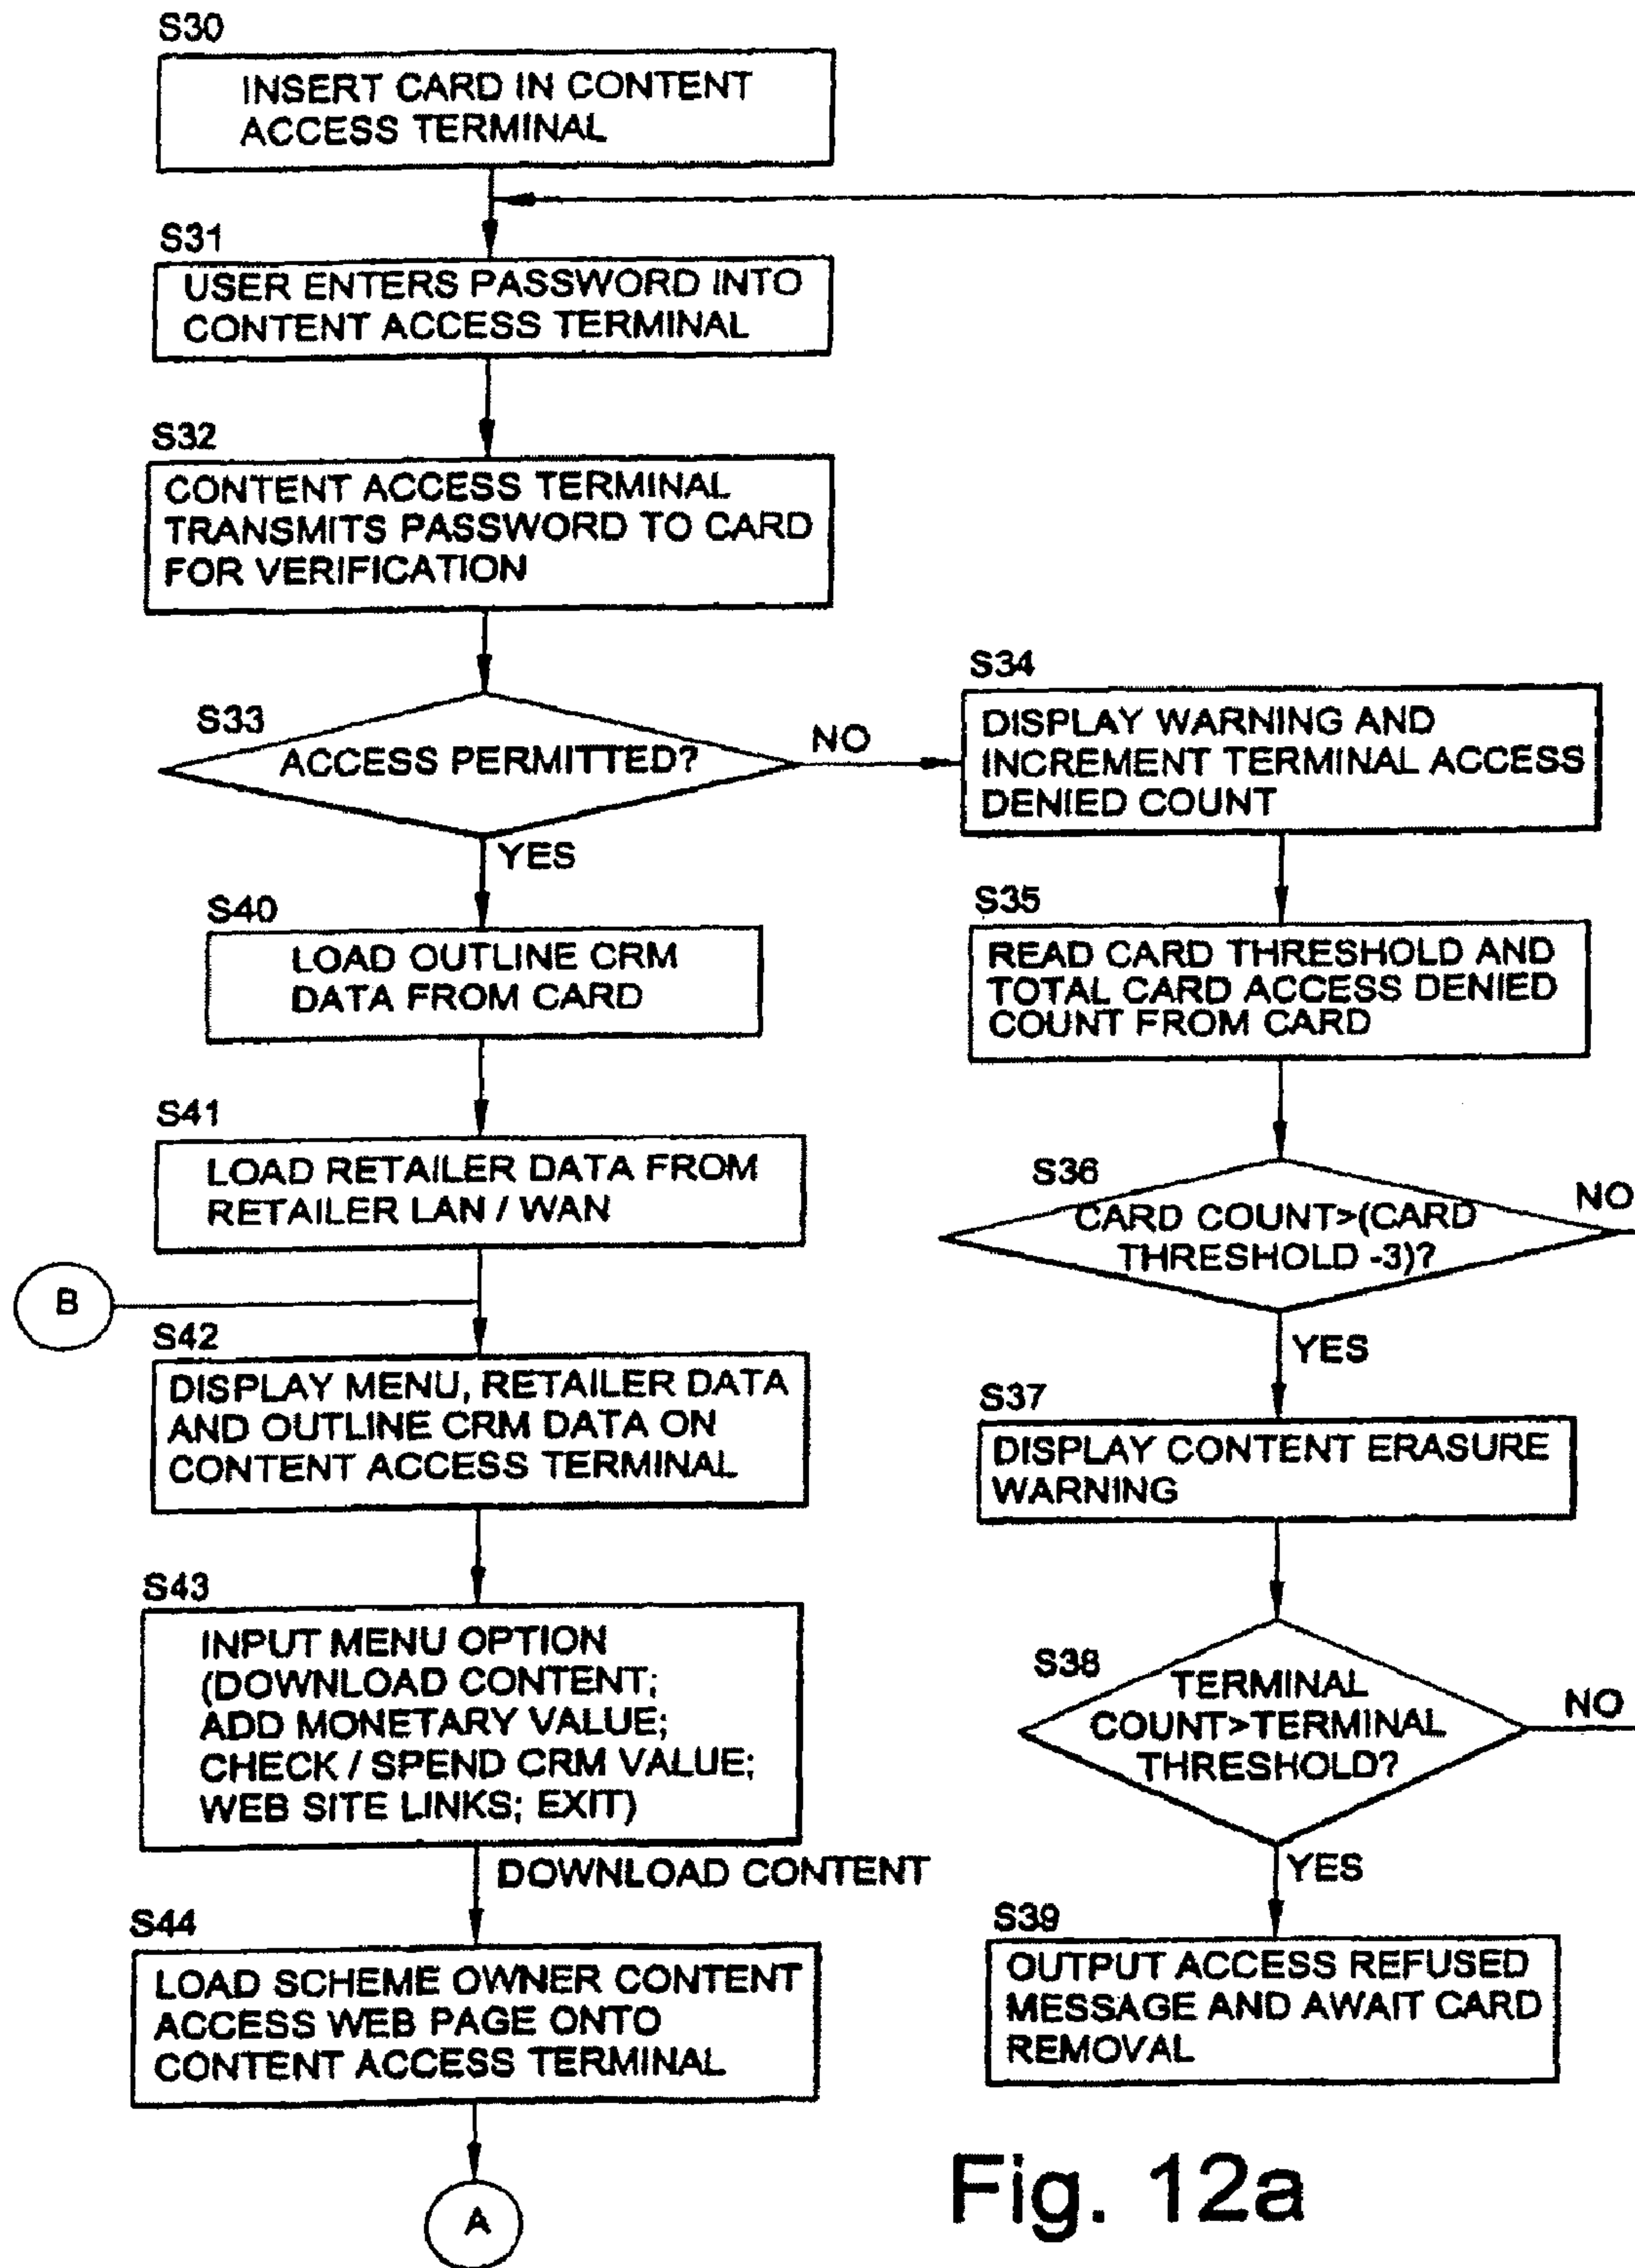 S30
INSERT CARD IN CONTENT
ACCESS TERMINAL
S31
USER ENTERS PASSWORD INTO
CONTENT ACCESS TERMINAL
S32
CONTENT ACCESS TERMINAL
TRANSMITS PASSWORD TO CARD
FOR VERIFICATION
S33
ACCESS PERMITTED?
NO
YES
S34
DISPLAY WARNING AND
INCREMENT TERMINAL ACCESS
DENIED COUNT
S35
READ CARD THRESHOLD AND
TOTAL CARD ACCESS DENIED
COUNT FROM CARD
S36
CARD COUNT>(CARD
THRESHOLD -3)?
NO
YES
S37
DISPLAY CONTENT ERASURE
WARNING
S38
TERMINAL
COUNT>TERMINAL
THRESHOLD?
NO
YES
S39
OUTPUT ACCESS REFUSED
MESSAGE AND AWAIT CARD
REMOVAL
S40
LOAD OUTLINE CRM
DATA FROM CARD
S41
LOAD RETAILER DATA FROM
RETAILER LAN / WAN
B
S42
DISPLAY MENU, RETAILER DATA
AND OUTLINE CRM DATA ON
CONTENT ACCESS TERMINAL
S43
INPUT MENU OPTION
(DOWNLOAD CONTENT;
ADD MONETARY VALUE;
CHECK / SPEND CRM VALUE;
WEB SITE LINKS; EXIT)
DOWNLOAD CONTENT
S44
LOAD SCHEME OWNER CONTENT
ACCESS WEB PAGE ONTO
CONTENT ACCESS TERMINAL
A
Fig. 12a